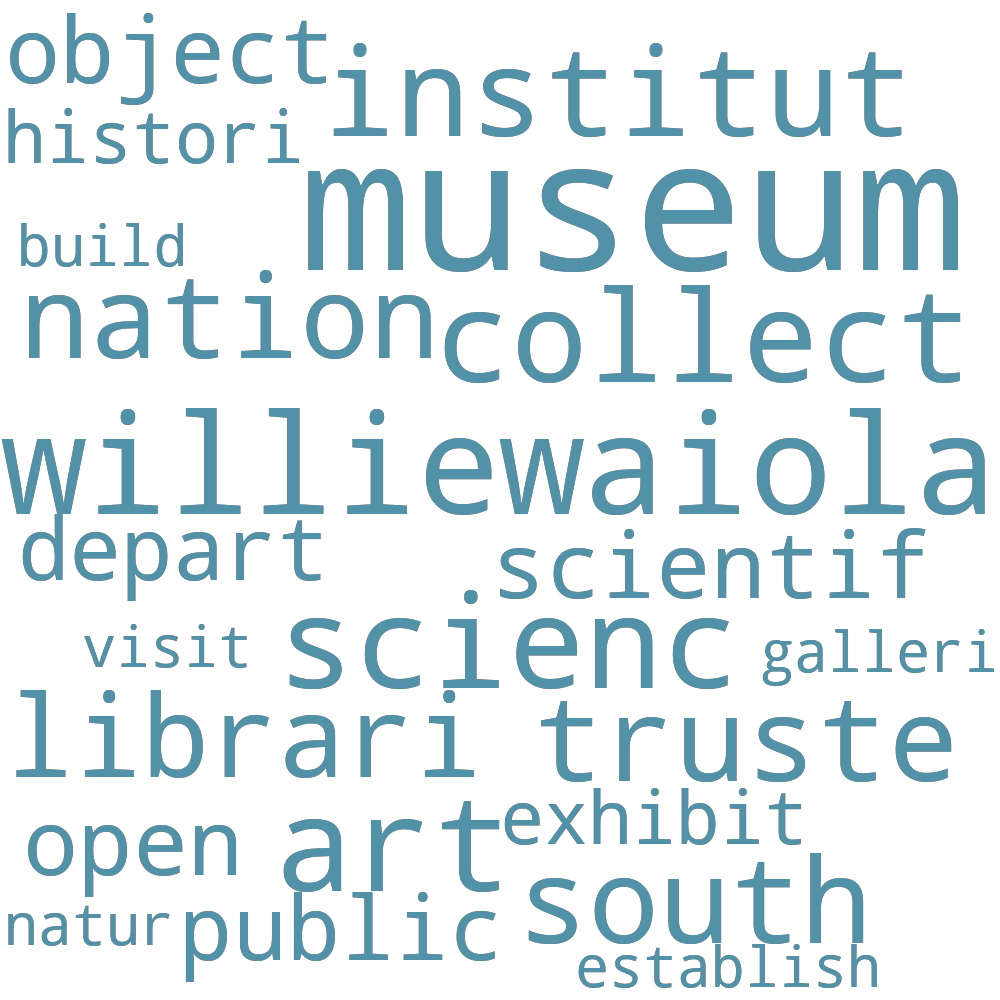 object
institut
histori
museum
build
nation
collect
williewaiola
depart
scientif
visit
scienc
galleri
librari
truste
open
art
exhibit
natur
public
south
establish